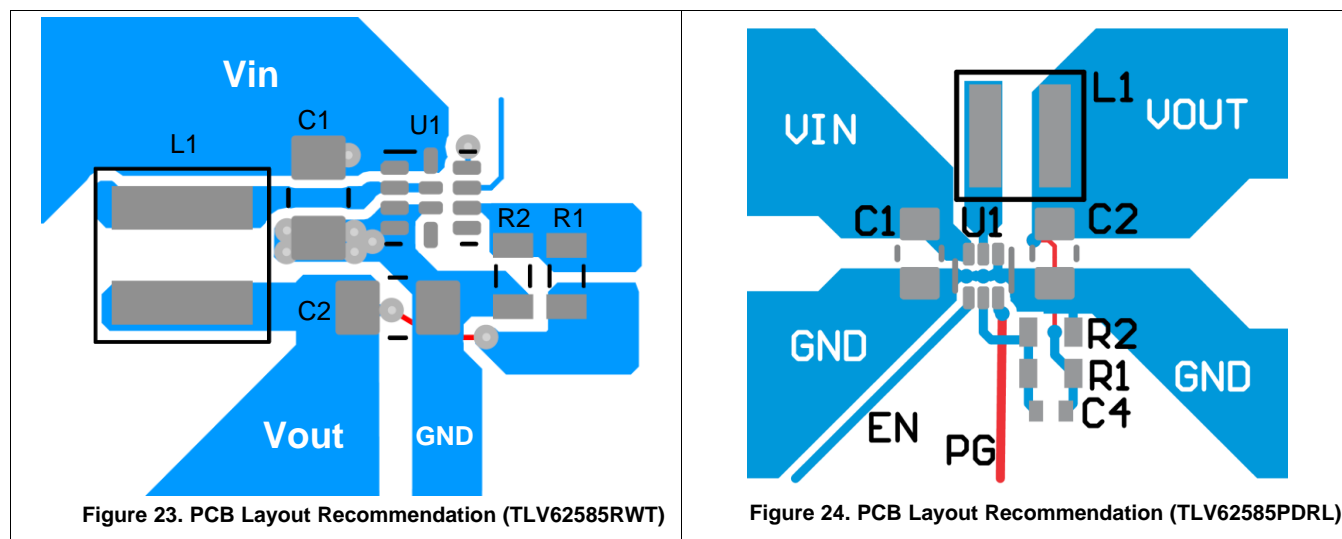 Vin
C1
U1
L1
R2 R1
C2
Vout
GND
Figure 23. PCB Layout Recommendation (TLV62585RWT)
L1
VIN
VOUT
C1
U1
C2
GND
R2
R1
GND
C4
EN
PG
Figure 24. PCB Layout Recommendation (TLV62585PDRL)